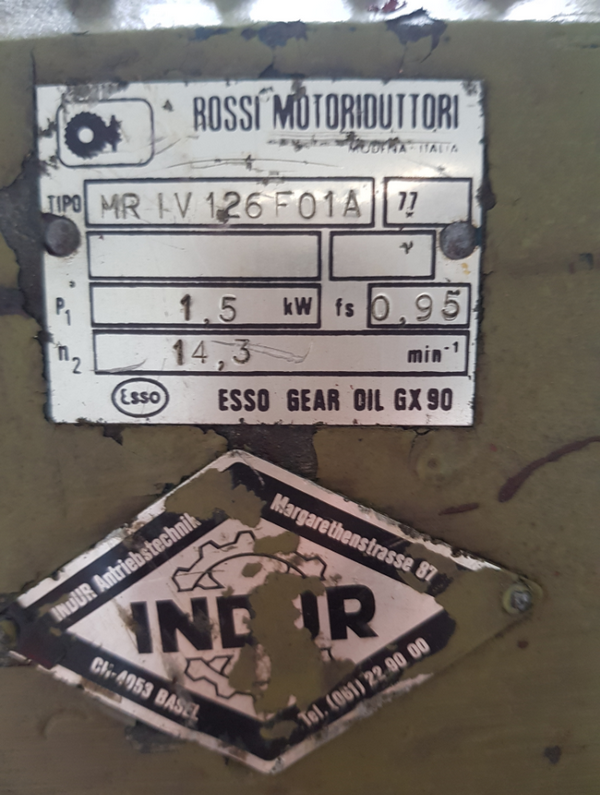 ROSSI MOTORIDUTTORI
MODENA - ITALIA
TIPO MR IV 126 F01A 77
P1 1,5 kW fs 0,95
n2 14,3 min-1
Esso ESSO GEAR OIL GX 90
INDUR Antriebstechnik
Margarethenstrasse 87
INDUR
CH-4053 BASEL
Tel. (061) 22 90 00